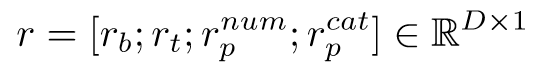 r = [r_b; r_t; r_p^{num}; r_p^{cat}] ∈ ℝ^{D×1}